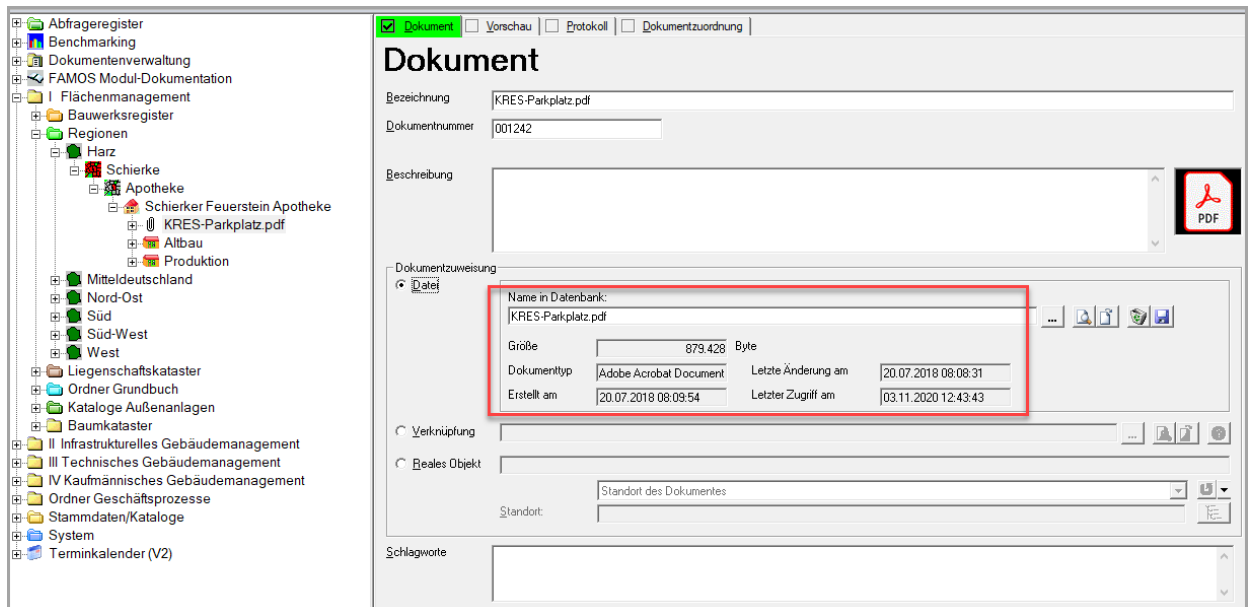 Abfrageregister
Benchmarking
Dokumentenverwaltung
FAMOS Modul-Dokumentation
I Flächenmanagement
Bauwerksregister
Regionen
Harz
Schierke
Apotheke
Schierker Feuerstein Apotheke
KRES-Parkplatz.pdf
Altbau
Produktion
Mitteldeutschland
Nord-Ost
Süd
Süd-West
West
Liegenschaftskataster
Ordner Grundbuch
Kataloge Außenanlagen
Baumkataster
II Infrastrukturelles Gebäudemanagement
III Technisches Gebäudemanagement
IV Kaufmännisches Gebäudemanagement
Ordner Geschäftsprozesse
Stammdaten/Kataloge
System
Terminkalender (V2)
Dokument Vorschau Protokoll Dokumentzuordnung
Dokument
Bezeichnung KRES-Parkplatz.pdf
Dokumentnummer 001242
Beschreibung
PDF
Dokumentzuweisung
Datei
Name in Datenbank:
KRES-Parkplatz.pdf ...
Größe 879.428 Byte
Dokumenttyp Adobe Acrobat Document Letzte Änderung am 20.07.2018 08:08:31
Erstellt am 20.07.2018 08:09:54 Letzter Zugriff am 03.11.2020 12:43:43
Verknüpfung ...
Reales Objekt
Standort des Dokumentes
Standort:
Schlagworte